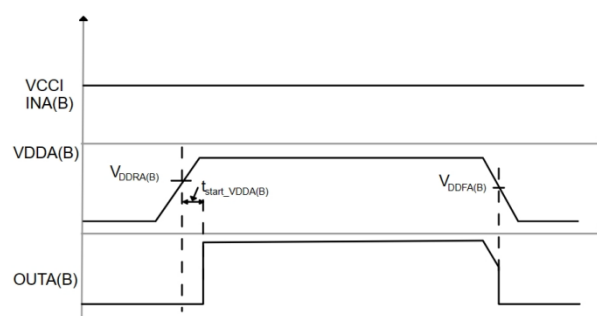 VCCI
INA(B)
VDDA(B)
VDDRA(B)
tstart_VDDA(B)
VDDFA(B)
OUTA(B)